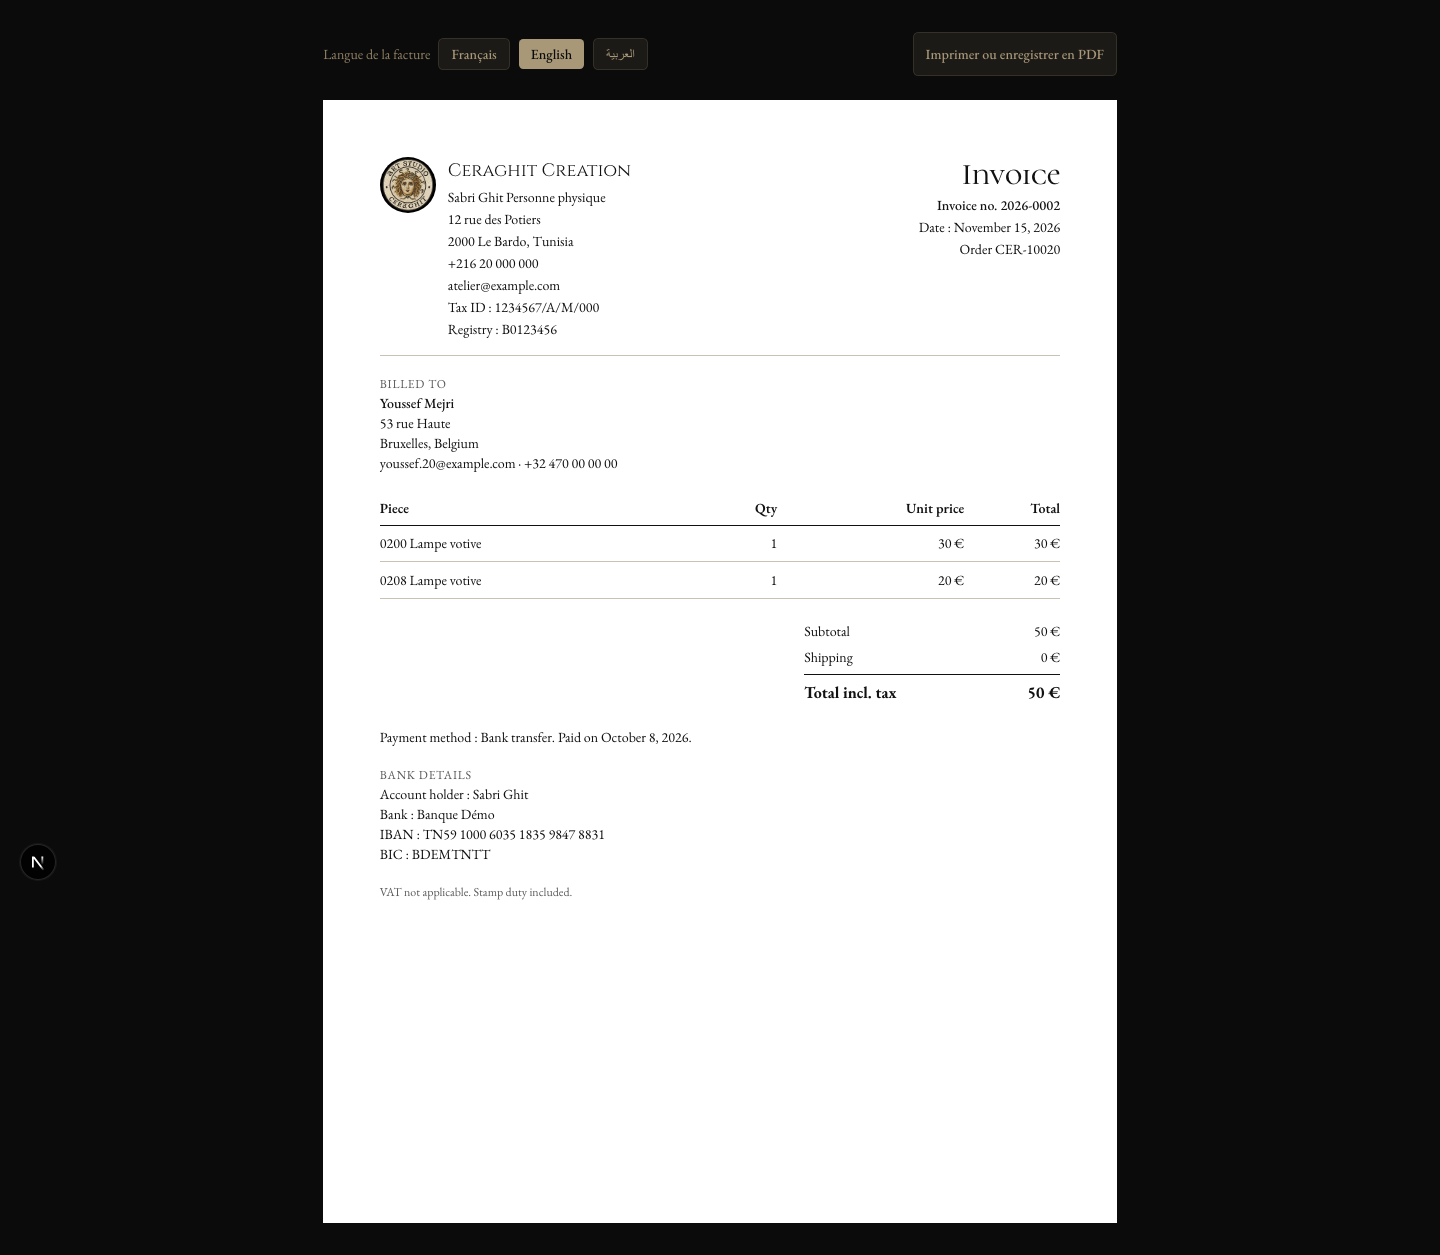 Langue de la facture Français English العربية Imprimer ou enregistrer en PDF
ART STUDIO
CERAGHIT
Ceraghit Creation
Sabri Ghit Personne physique
12 rue des Potiers
2000 Le Bardo, Tunisia
+216 20 000 000
atelier@example.com
Tax ID : 1234567/A/M/000
Registry : B0123456
Invoice
Invoice no. 2026-0002
Date : November 15, 2026
Order CER-10020
BILLED TO
Youssef Mejri
53 rue Haute
Bruxelles, Belgium
youssef.20@example.com · +32 470 00 00 00
Piece Qty Unit price Total
0200 Lampe votive 1 30 € 30 €
0208 Lampe votive 1 20 € 20 €
Subtotal 50 €
Shipping 0 €
Total incl. tax 50 €
Payment method : Bank transfer. Paid on October 8, 2026.
BANK DETAILS
Account holder : Sabri Ghit
Bank : Banque Démo
IBAN : TN59 1000 6035 1835 9847 8831
BIC : BDEMTNTT
VAT not applicable. Stamp duty included.
N